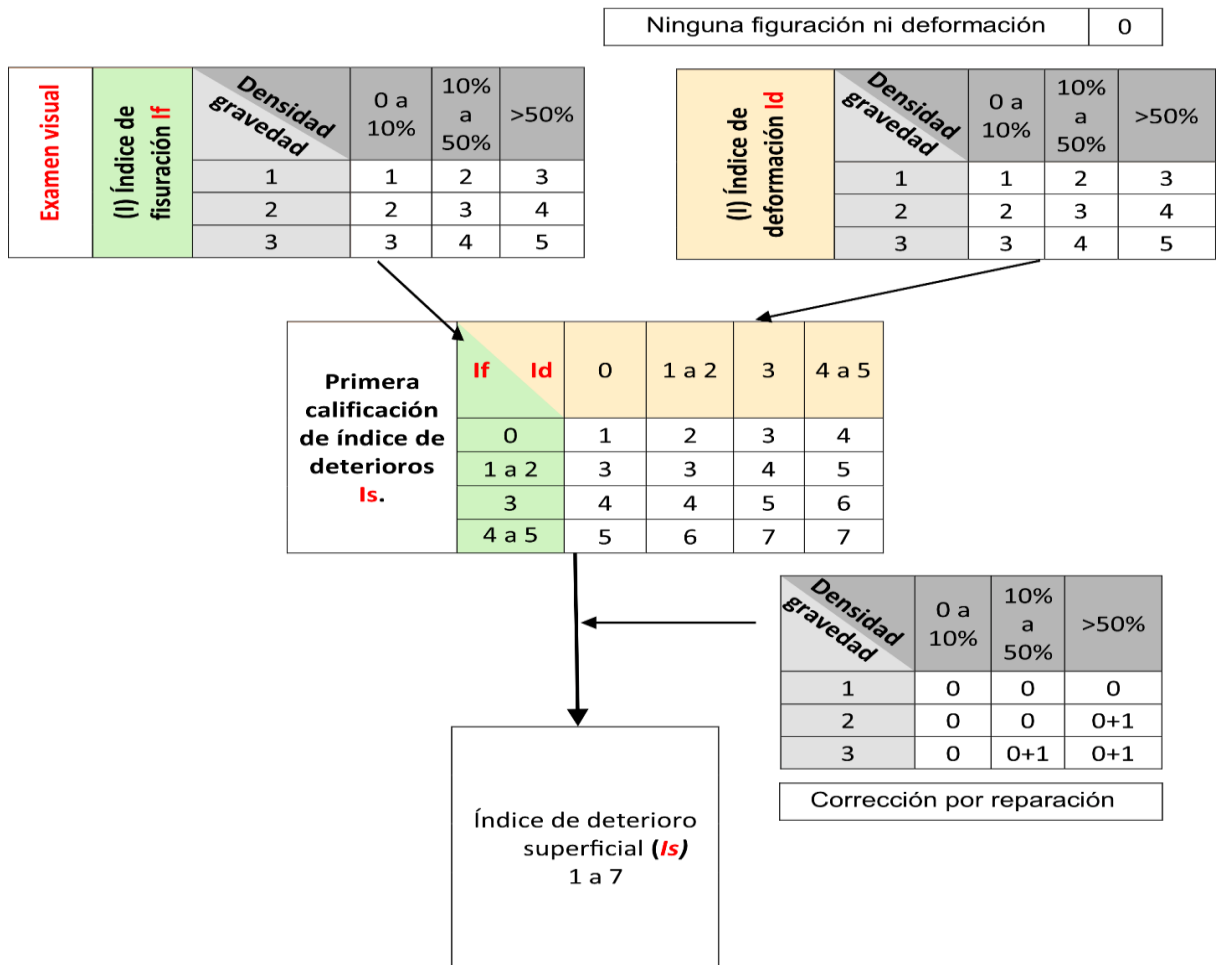 Ninguna figuración ni deformación 0
Examen visual
(I) Índice de
fisuración If
Densidad
gravedad
0 a
10%
10%
a
50%
>50%
1 1 2 3
2 2 3 4
3 3 4 5
(I) Índice de
deformación Id
Densidad
gravedad
0 a
10%
10%
a
50%
>50%
1 1 2 3
2 2 3 4
3 3 4 5
Primera
calificación
de índice de
deterioros
Is.
If Id 0 1 a 2 3 4 a 5
0 1 2 3 4
1 a 2 3 3 4 5
3 4 4 5 6
4 a 5 5 6 7 7
Densidad
gravedad
0 a
10%
10%
a
50%
>50%
1 0 0 0
2 0 0 0+1
3 0 0+1 0+1
Corrección por reparación
Índice de deterioro
superficial (Is)
1 a 7